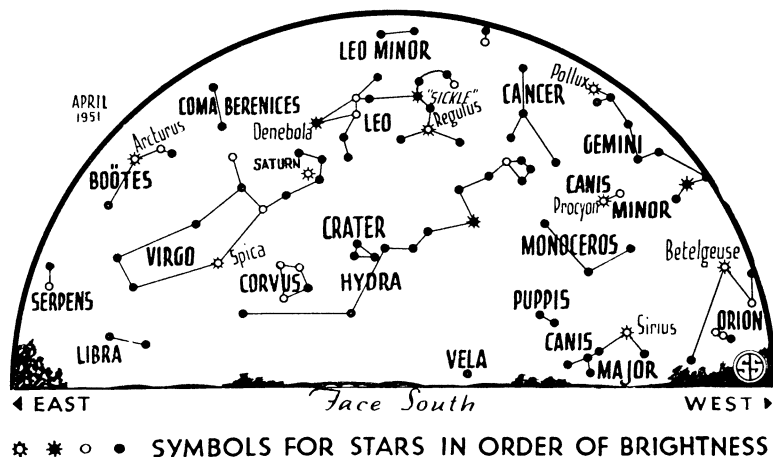 LEO MINOR
Pollux
APRIL
1951
COMA BERENICES
"SICKLE"
CANCER
Regulus
Arcturus
Denebola
LEO
GEMINI
SATURN
BOÖTES
CANIS
MINOR
Procyon
CRATER
MONOCEROS
Betelgeuse
VIRGO
Spica
CORVUS
HYDRA
SERPENS
PUPPIS
ORION
Sirius
LIBRA
CANIS
MAJOR
VELA
SS
EAST
Face South
WEST
SYMBOLS FOR STARS IN ORDER OF BRIGHTNESS